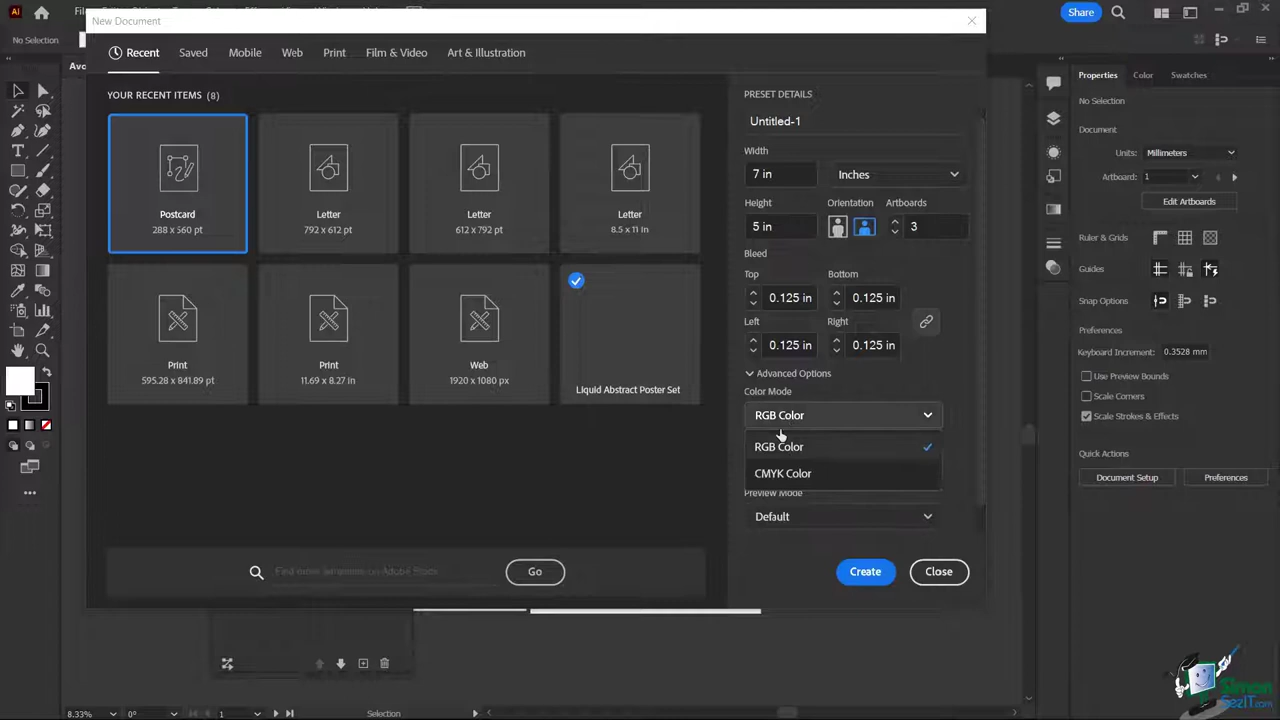 Share
No Selection
New Document
Recent
Saved
Mobile
Web
Print
Film & Video
Art & Illustration
YOUR RECENT ITEMS (8)
Postcard
288 x 560 pt
Letter
792 x 612 pt
Letter
612 x 792 pt
Letter
8.5 x 11 in
Print
595.28 x 841.89 pt
Print
11.69 x 8.27 in
Web
1920 x 1080 px
Liquid Abstract Poster Set
Go
PRESET DETAILS
Untitled-1
Width
7 in
Inches
Height
Orientation
Artboards
5 in
3
Bleed
Top
Bottom
0.125 in
0.125 in
Left
Right
0.125 in
0.125 in
Advanced Options
Color Mode
RGB Color
RGB Color
CMYK Color
Preview Mode
Default
Create
Close
Properties
Color
Swatches
No Selection
Document
Units: Millimeters
Artboard: 1
Edit Artboards
Ruler & Grids
Guides
Snap Options
Preferences
Keyboard Increment: 0.3528 mm
Use Preview Bounds
Scale Corners
Scale Strokes & Effects
Quick Actions
Document Setup
Preferences
8.33%
0°
1
Selection
Simon
SezIT.com
Ai